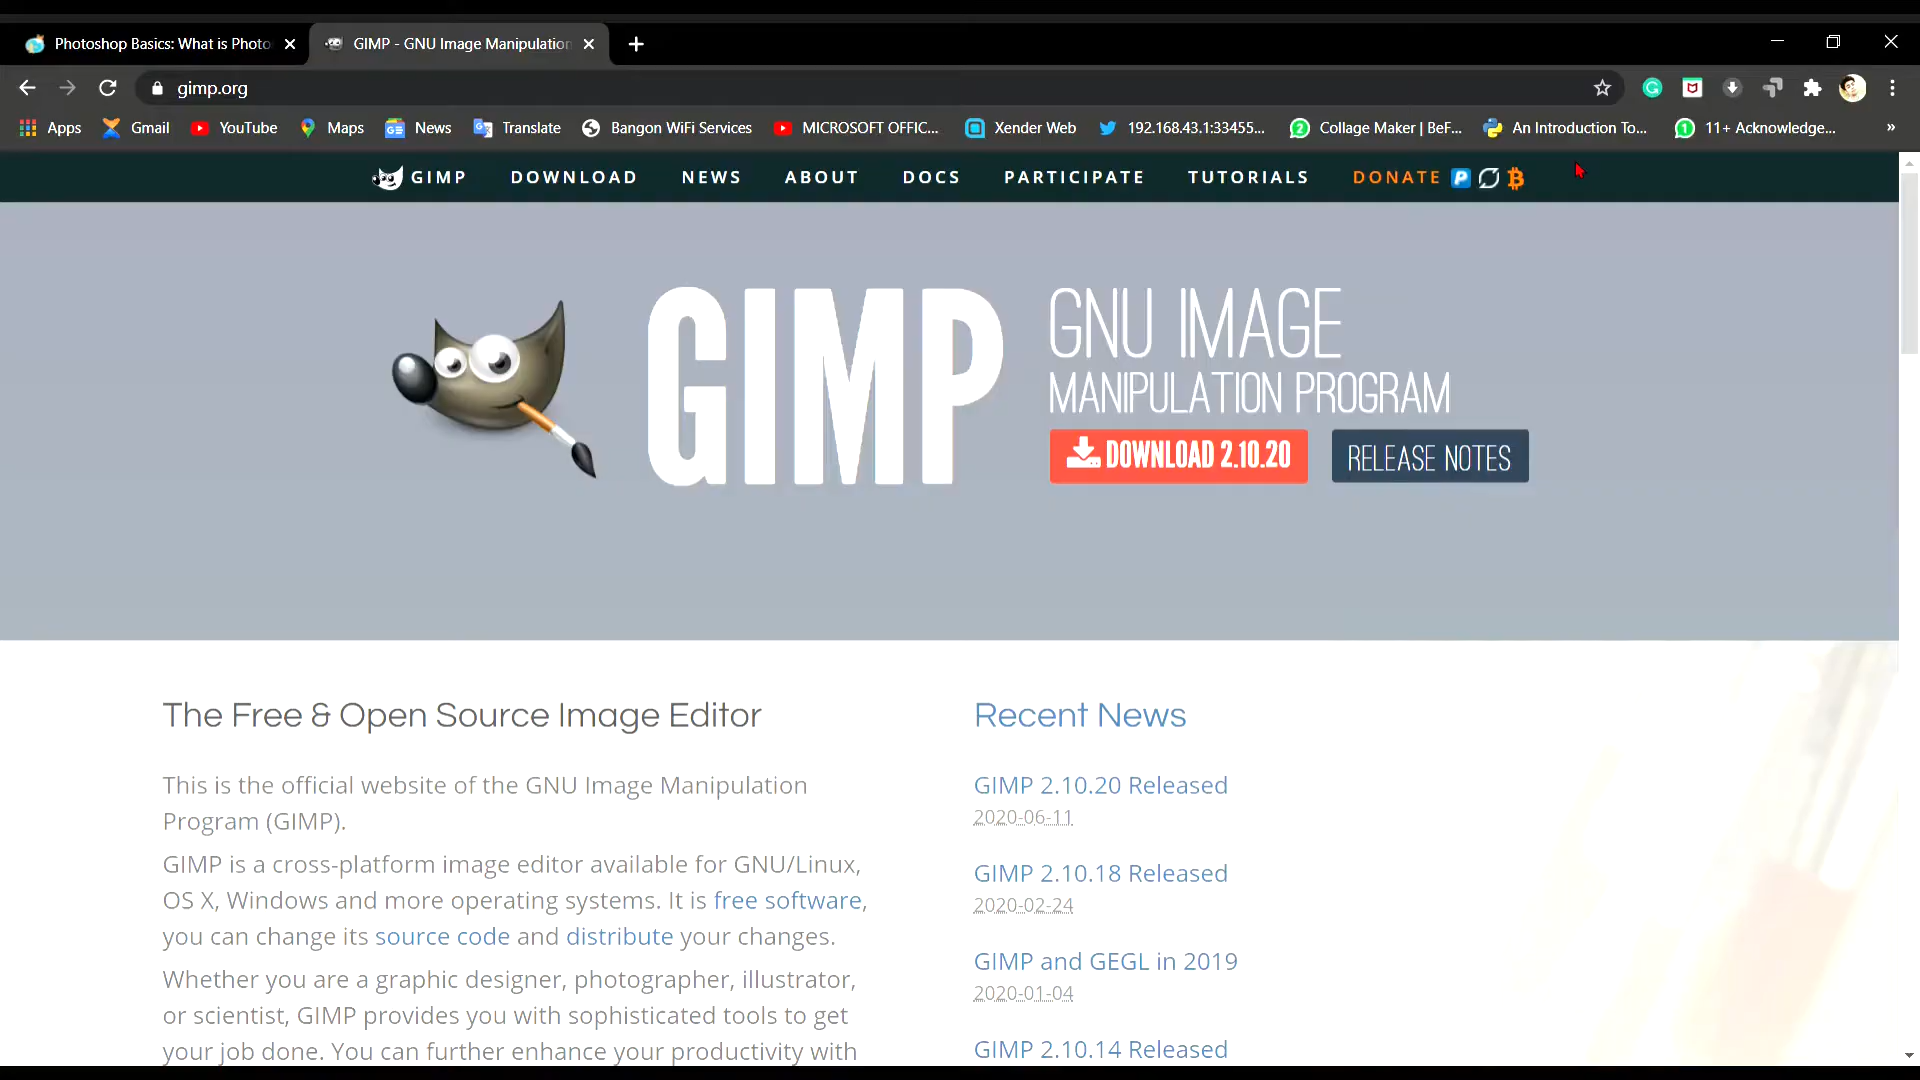 Photoshop Basics: What is Photo
GIMP - GNU Image Manipulation
gimp.org
Apps Gmail YouTube Maps News Translate Bangon WiFi Services MICROSOFT OFFIC... Xender Web 192.168.43.1:33455... Collage Maker | BeF... An Introduction To... 11+ Acknowledge... »
GIMP DOWNLOAD NEWS ABOUT DOCS PARTICIPATE TUTORIALS DONATE
GIMP
GNU IMAGE
MANIPULATION PROGRAM
DOWNLOAD 2.10.20
RELEASE NOTES
The Free & Open Source Image Editor
This is the official website of the GNU Image Manipulation
Program (GIMP).
GIMP is a cross-platform image editor available for GNU/Linux,
OS X, Windows and more operating systems. It is free software,
you can change its source code and distribute your changes.
Whether you are a graphic designer, photographer, illustrator,
or scientist, GIMP provides you with sophisticated tools to get
your job done. You can further enhance your productivity with
Recent News
GIMP 2.10.20 Released
2020-06-11
GIMP 2.10.18 Released
2020-02-24
GIMP and GEGL in 2019
2020-01-04
GIMP 2.10.14 Released